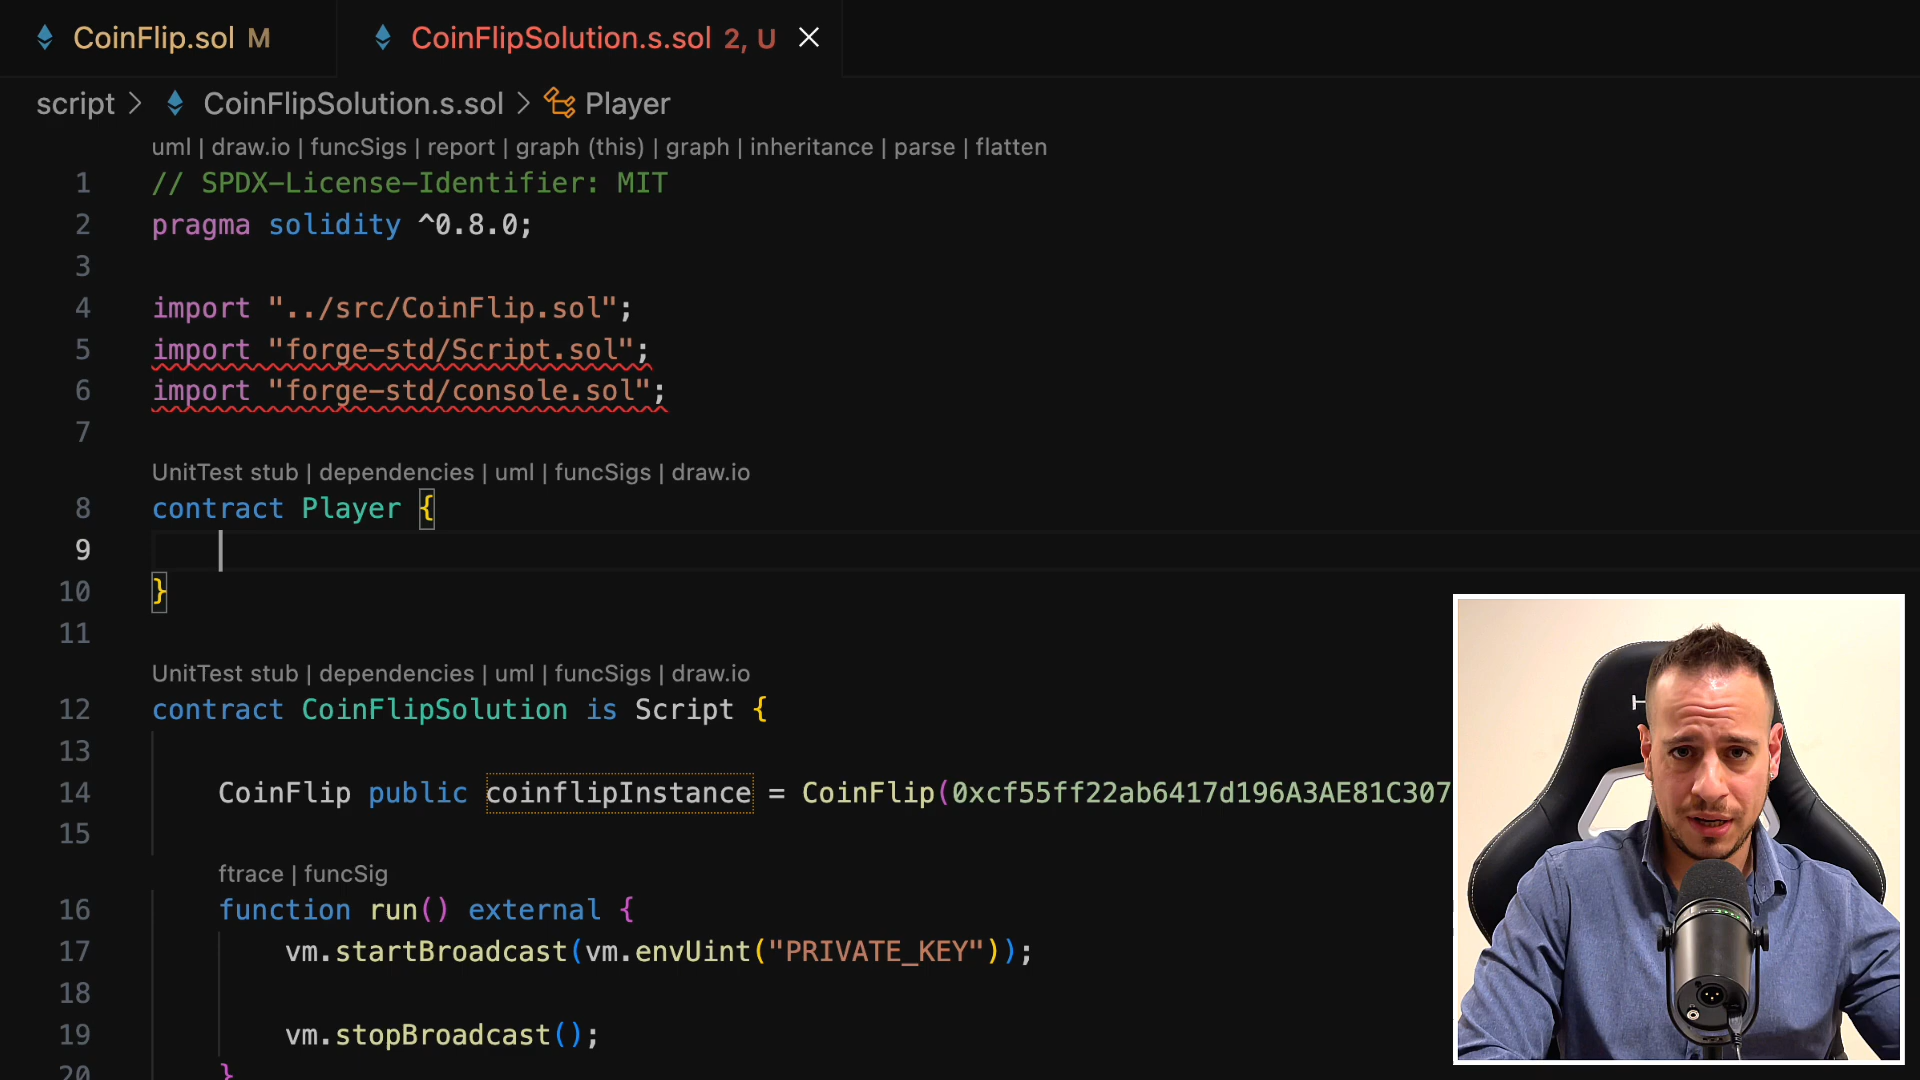 CoinFlip.sol M
CoinFlipSolution.s.sol 2, U
script > CoinFlipSolution.s.sol > Player
uml | draw.io | funcSigs | report | graph (this) | graph | inheritance | parse | flatten
1 // SPDX-License-Identifier: MIT
2 pragma solidity ^0.8.0;
3
4 import "../src/CoinFlip.sol";
5 import "forge-std/Script.sol";
6 import "forge-std/console.sol";
7
UnitTest stub | dependencies | uml | funcSigs | draw.io
8 contract Player {
9
10 }
11
UnitTest stub | dependencies | uml | funcSigs | draw.io
12 contract CoinFlipSolution is Script {
13
14 CoinFlip public coinflipInstance = CoinFlip(0xcf55ff22ab6417d196A3AE81C307
15
ftrace | funcSig
16 function run() external {
17 vm.startBroadcast(vm.envUint("PRIVATE_KEY"));
18
19 vm.stopBroadcast();
20 }